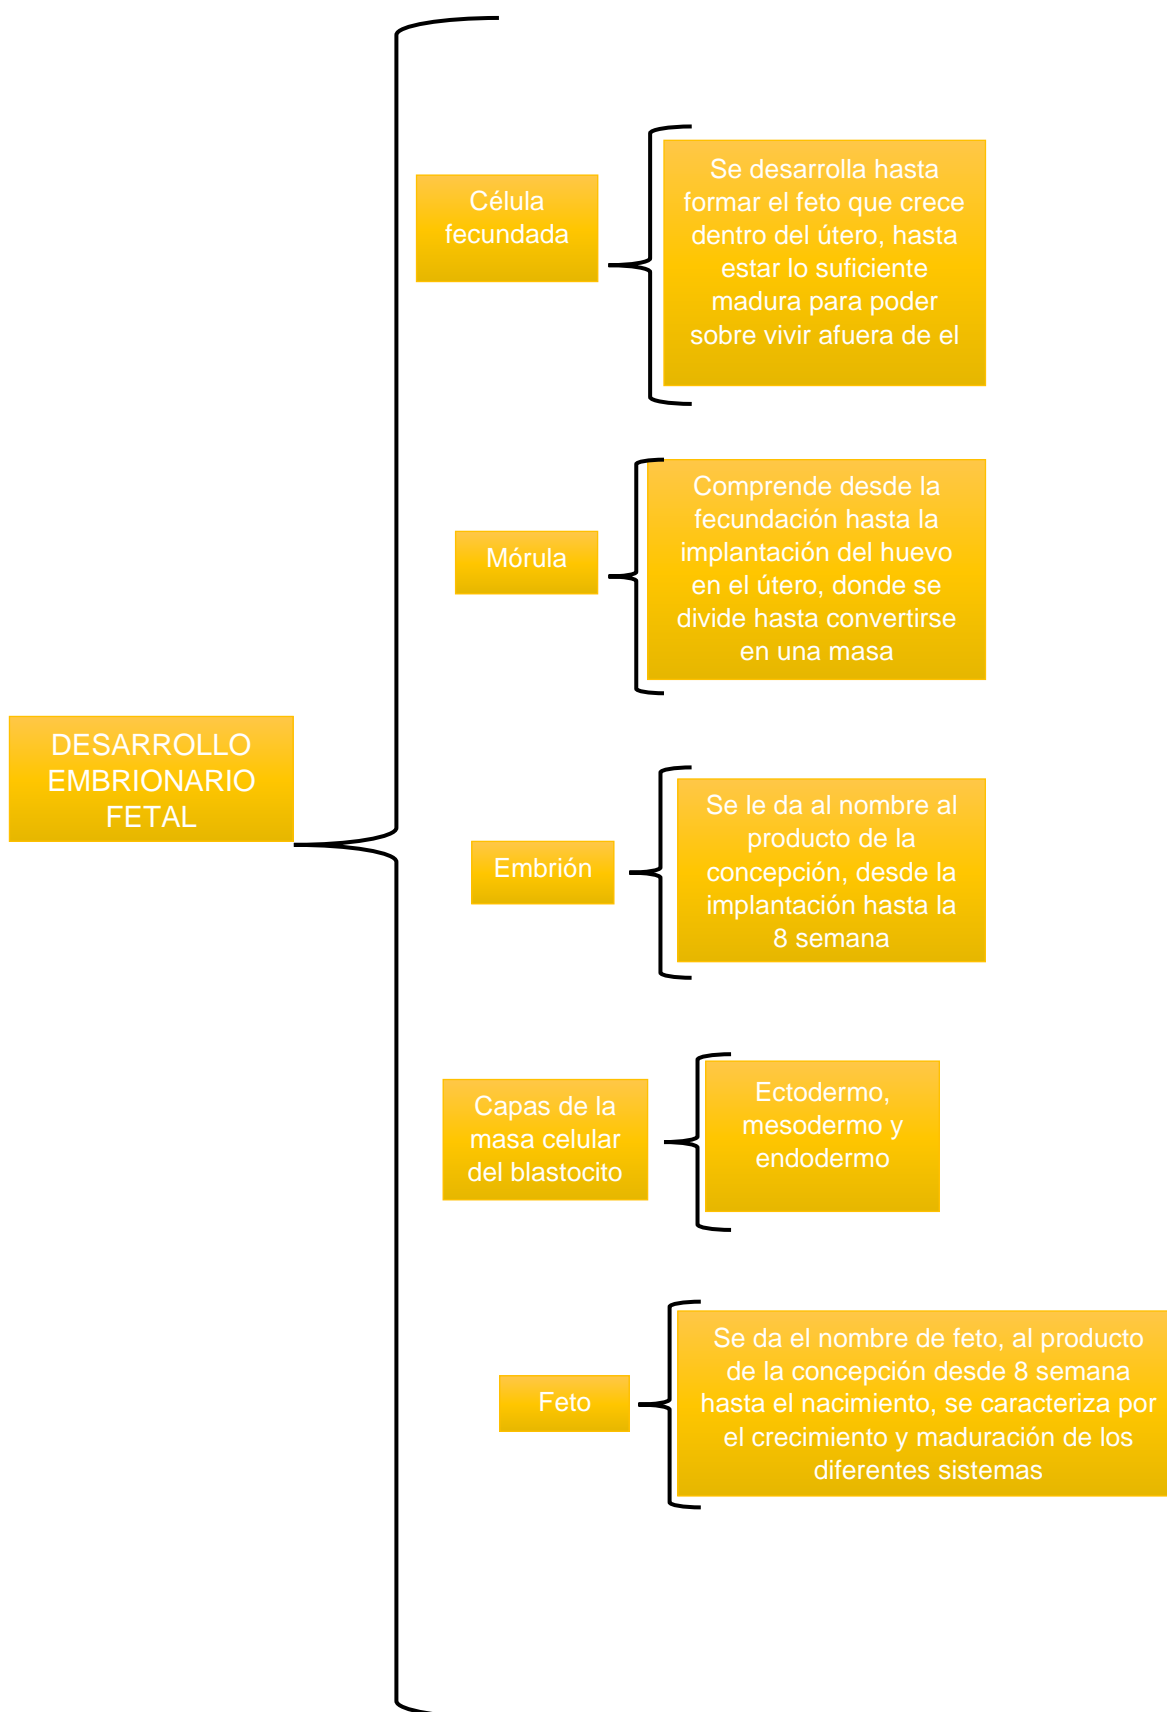 DESARROLLO
EMBRIONARIO
FETAL
Célula
fecundada
Se desarrolla hasta
formar el feto que crece
dentro del útero, hasta
estar lo suficiente
madura para poder
sobre vivir afuera de el
Mórula
Comprende desde la
fecundación hasta la
implantación del huevo
en el útero, donde se
divide hasta convertirse
en una masa
Embrión
Se le da al nombre al
producto de la
concepción, desde la
implantación hasta la
8 semana
Capas de la
masa celular
del blastocito
Ectodermo,
mesodermo y
endodermo
Feto
Se da el nombre de feto, al producto
de la concepción desde 8 semana
hasta el nacimiento, se caracteriza por
el crecimiento y maduración de los
diferentes sistemas